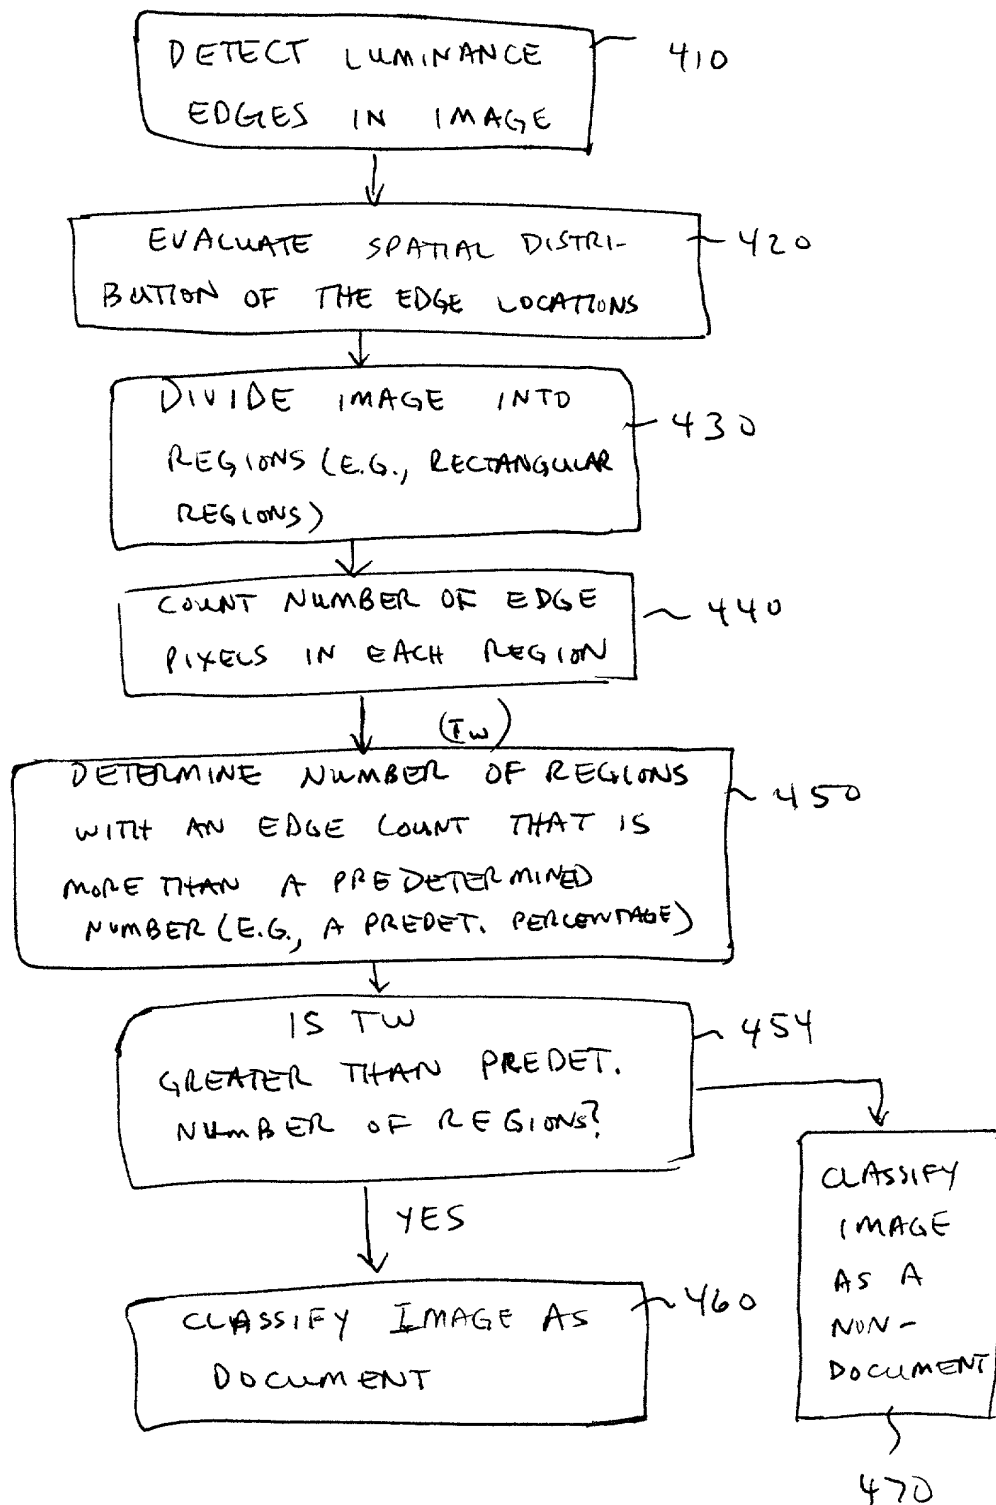 DETECT LUMINANCE
EDGES IN IMAGE
410
EVALUATE SPATIAL DISTRI-
BUTION OF THE EDGE LOCATIONS
420
DIVIDE IMAGE INTO
REGIONS (E.G., RECTANGULAR
REGIONS)
430
COUNT NUMBER OF EDGE
PIXELS IN EACH REGION
440
(TW)
DETERMINE NUMBER OF REGIONS
WITH AN EDGE COUNT THAT IS
MORE THAN A PREDETERMINED
NUMBER (E.G., A PREDET. PERCENTAGE)
450
IS TW
GREATER THAN PREDET.
NUMBER OF REGIONS?
454
YES
CLASSIFY IMAGE AS
DOCUMENT
460
CLASSIFY
IMAGE
AS A
NON-
DOCUMENT
470